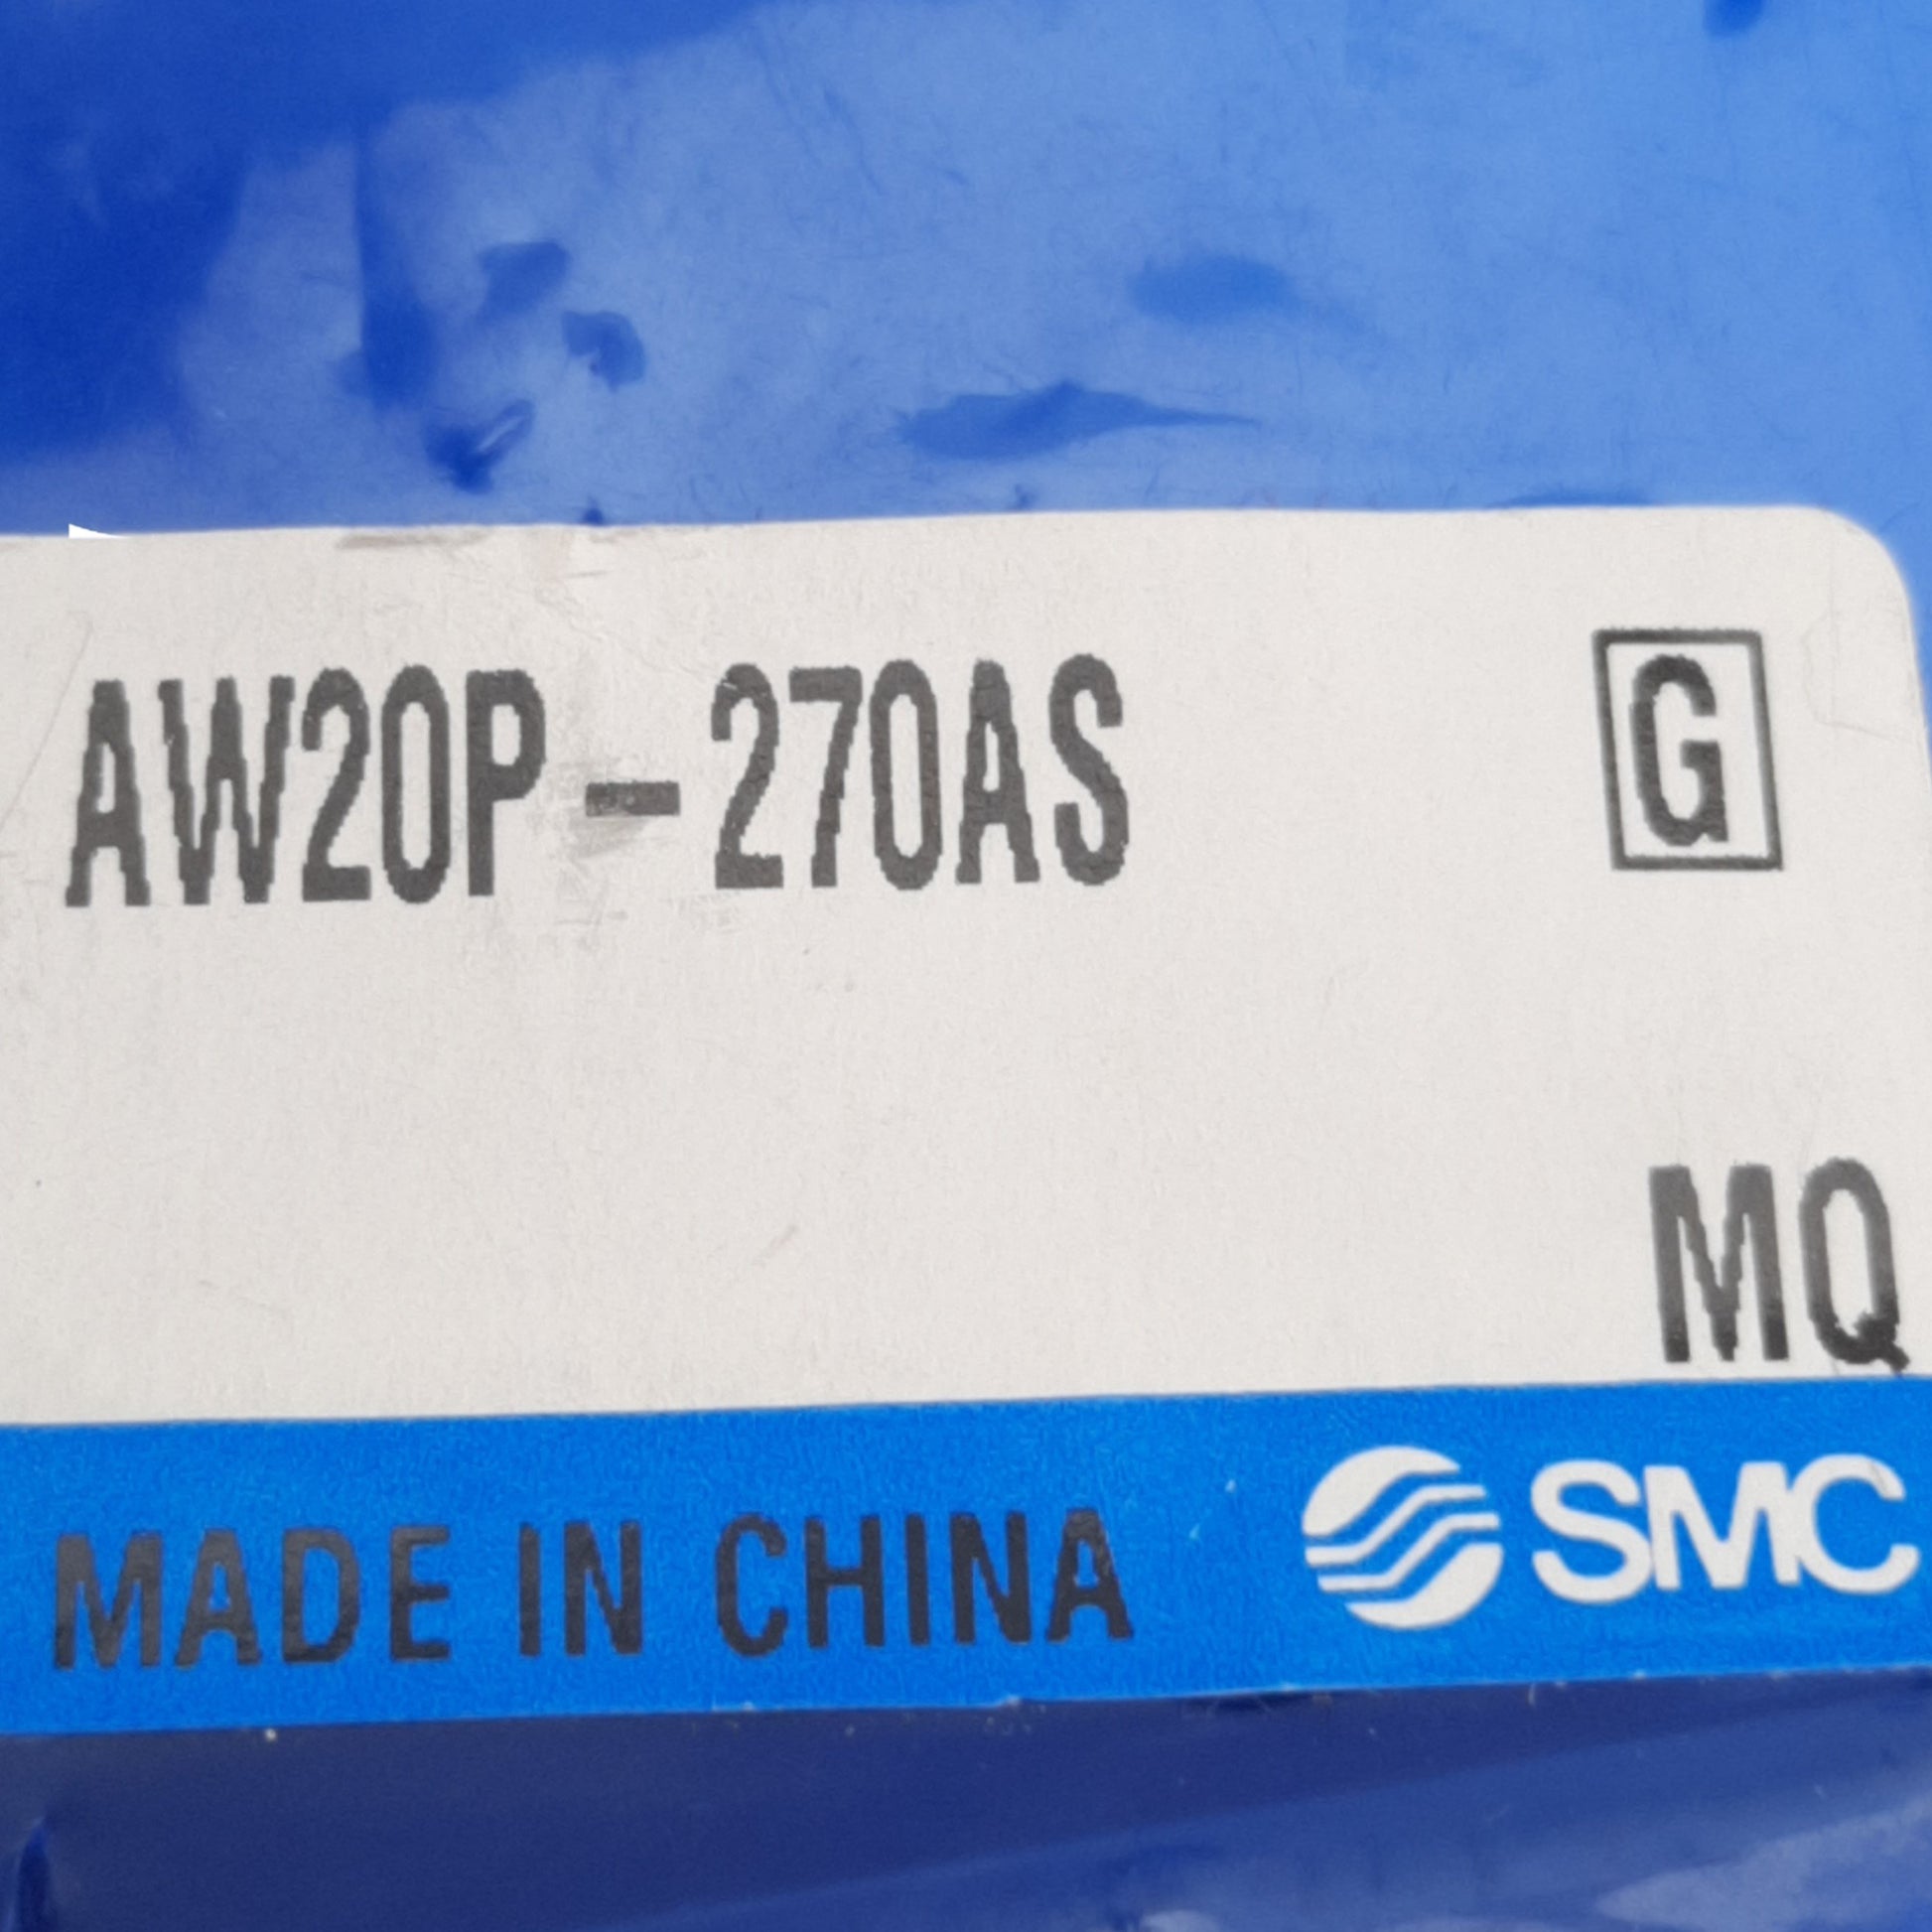 AW20P-270AS G
MQ
MADE IN CHINA SMC